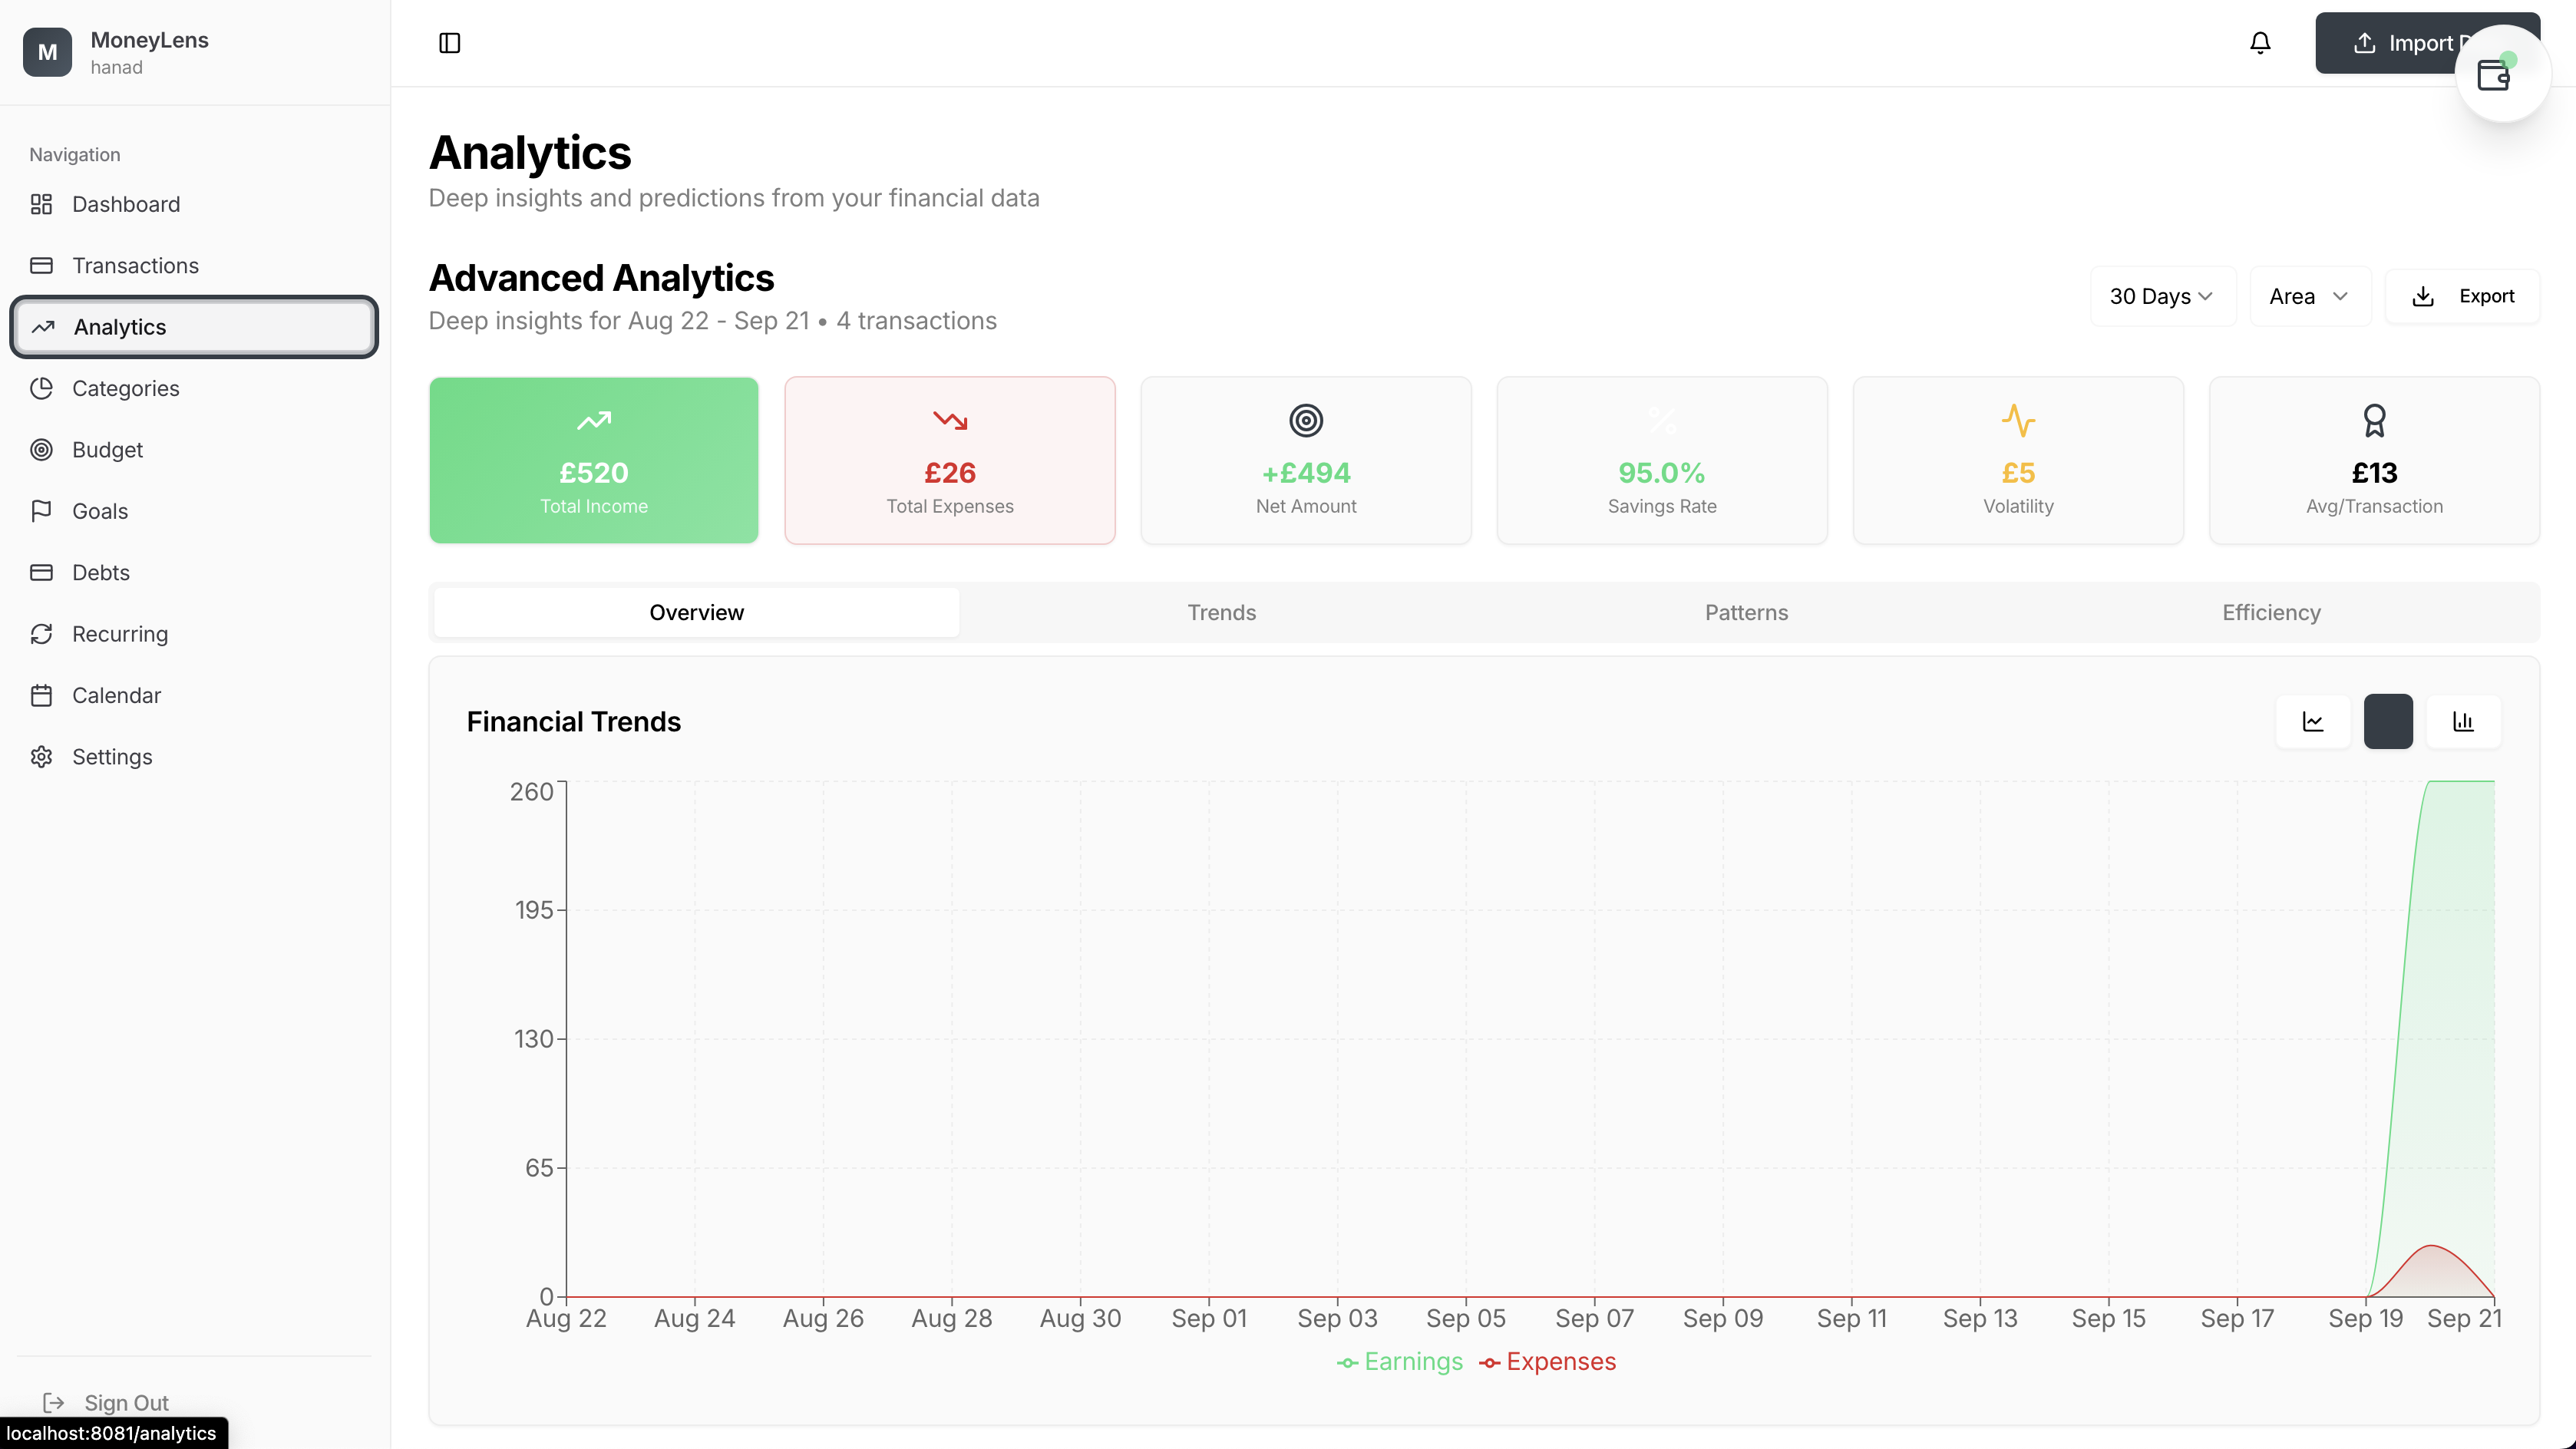 M
MoneyLens
hanad
Navigation
Dashboard
Transactions
Analytics
Categories
Budget
Goals
Debts
Recurring
Calendar
Settings
Sign Out
localhost:8081/analytics
Import
Analytics
Deep insights and predictions from your financial data
Advanced Analytics
Deep insights for Aug 22 - Sep 21 • 4 transactions
30 Days
Area
Export
£520
Total Income
£26
Total Expenses
+£494
Net Amount
%
95.0%
Savings Rate
£5
Volatility
£13
Avg/Transaction
Overview Trends Patterns Efficiency
Financial Trends
260
195
130
65
0
Aug 22 Aug 24 Aug 26 Aug 28 Aug 30 Sep 01 Sep 03 Sep 05 Sep 07 Sep 09 Sep 11 Sep 13 Sep 15 Sep 17 Sep 19 Sep 21
Earnings Expenses